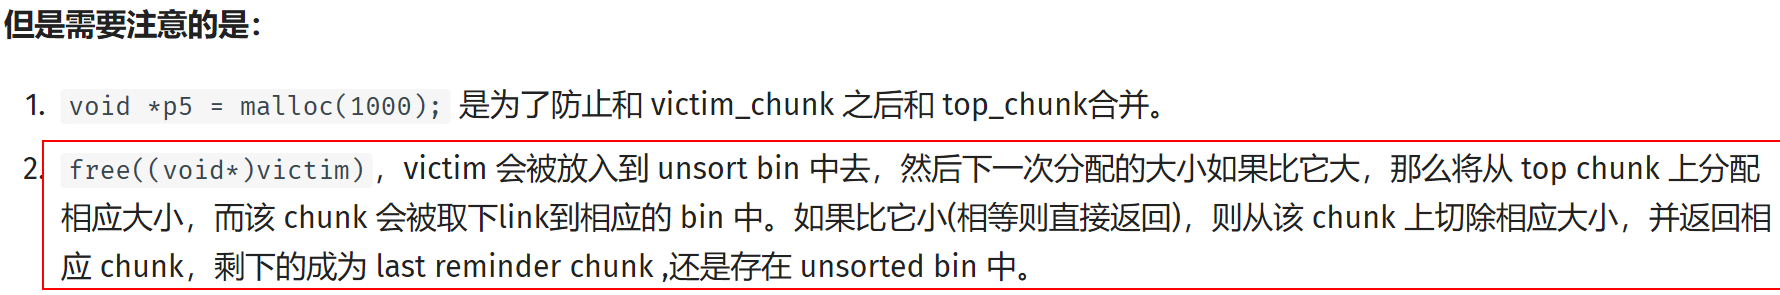 但是需要注意的是：
1. void *p5 = malloc(1000); 是为了防止和 victim_chunk 之后和 top_chunk合并。
2. free((void*)victim)，victim 会被放入到 unsort bin 中去，然后下一次分配的大小如果比它大，那么将从 top chunk 上分配
相应大小，而该 chunk 会被取下link到相应的 bin 中。如果比它小(相等则直接返回)，则从该 chunk 上切除相应大小，并返回相
应 chunk，剩下的成为 last reminder chunk ,还是存在 unsorted bin 中。